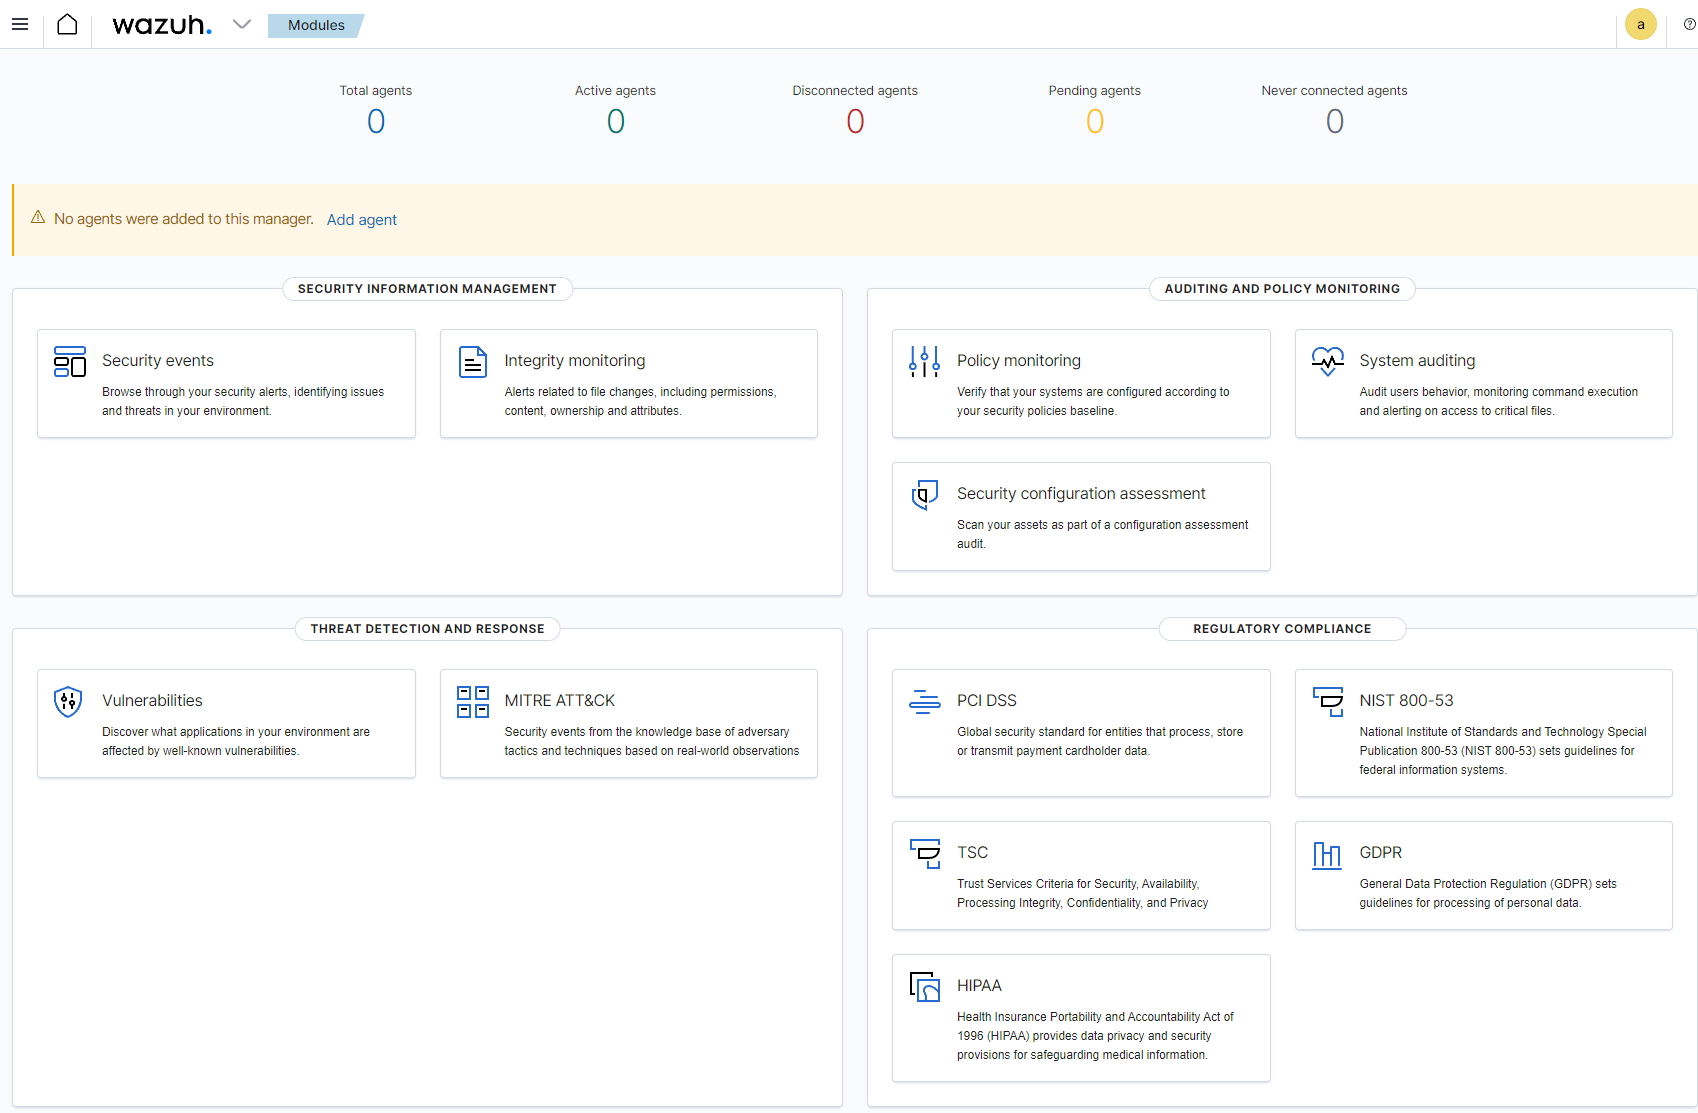 wazuh.
Modules
a
Total agents
0
Active agents
0
Disconnected agents
0
Pending agents
0
Never connected agents
0
No agents were added to this manager. Add agent
SECURITY INFORMATION MANAGEMENT
Security events
Browse through your security alerts, identifying issues
and threats in your environment.
Integrity monitoring
Alerts related to file changes, including permissions,
content, ownership and attributes.
AUDITING AND POLICY MONITORING
Policy monitoring
Verify that your systems are configured according to
your security policies baseline.
System auditing
Audit users behavior, monitoring command execution
and alerting on access to critical files.
Security configuration assessment
Scan your assets as part of a configuration assessment
audit.
THREAT DETECTION AND RESPONSE
Vulnerabilities
Discover what applications in your environment are
affected by well-known vulnerabilities.
MITRE ATT&CK
Security events from the knowledge base of adversary
tactics and techniques based on real-world observations
REGULATORY COMPLIANCE
PCI DSS
Global security standard for entities that process, store
or transmit payment cardholder data.
NIST 800-53
National Institute of Standards and Technology Special
Publication 800-53 (NIST 800-53) sets guidelines for
federal information systems.
TSC
Trust Services Criteria for Security, Availability,
Processing Integrity, Confidentiality, and Privacy
GDPR
General Data Protection Regulation (GDPR) sets
guidelines for processing of personal data.
HIPAA
Health Insurance Portability and Accountability Act of
1996 (HIPAA) provides data privacy and security
provisions for safeguarding medical information.